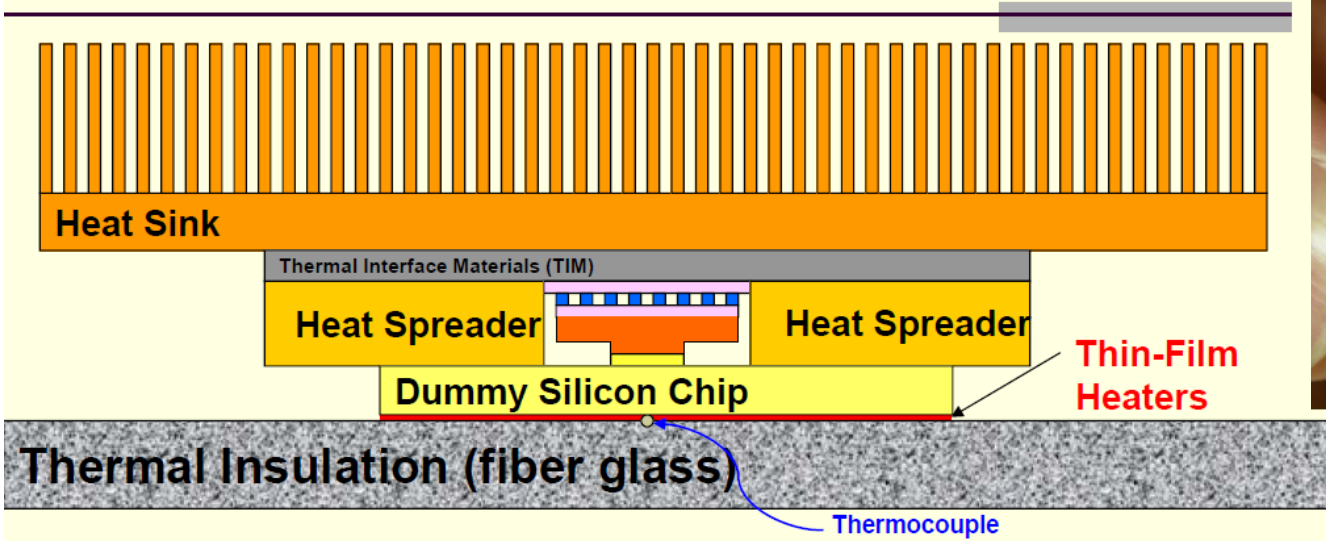 Heat Sink
Thermal Interface Materials (TIM)
Heat Spreader
Heat Spreader
Thin-Film
Heaters
Dummy Silicon Chip
Thermal Insulation (fiber glass)
Thermocouple